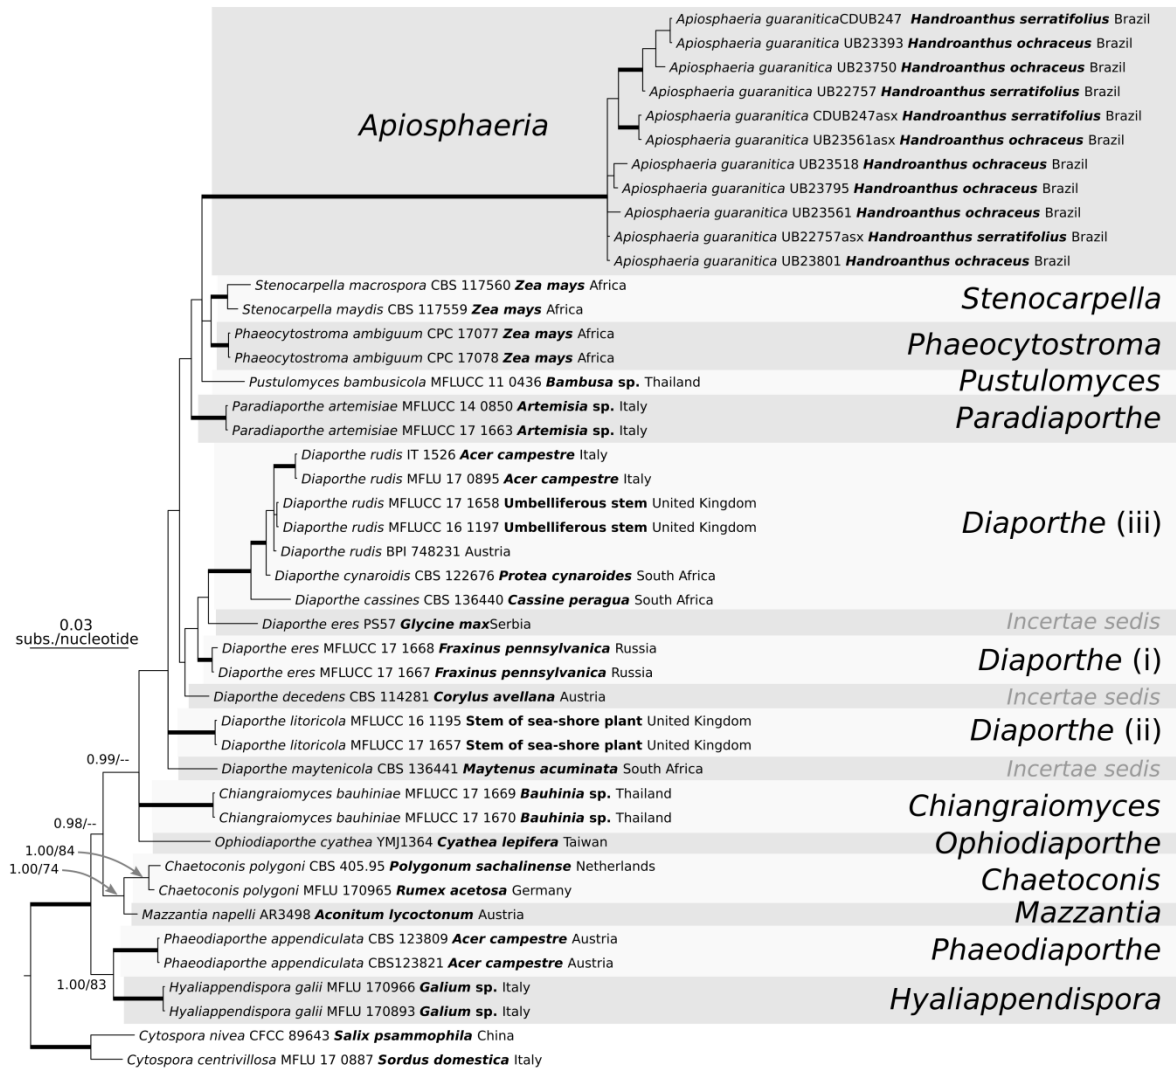 Apiosphaeria guaraniticaCDUB247 Handroanthus serratifolius Brazil
Apiosphaeria guaranitica UB23393 Handroanthus ochraceus Brazil
Apiosphaeria guaranitica UB23750 Handroanthus ochraceus Brazil
Apiosphaeria guaranitica UB22757 Handroanthus serratifolius Brazil
Apiosphaeria guaranitica CDUB247asx Handroanthus serratifolius Brazil
Apiosphaeria
Apiosphaeria guaranitica UB23561asx Handroanthus ochraceus Brazil
Apiosphaeria guaranitica UB23518 Handroanthus ochraceus Brazil
Apiosphaeria guaranitica UB23795 Handroanthus ochraceus Brazil
Apiosphaeria guaranitica UB23561 Handroanthus ochraceus Brazil
Apiosphaeria guaranitica UB22757asx Handroanthus serratifolius Brazil
Apiosphaeria guaranitica UB23801 Handroanthus ochraceus Brazil
Stenocarpella macrospora CBS 117560 Zea mays Africa
Stenocarpella
Stenocarpella maydis CBS 117559 Zea mays Africa
Phaeocytostroma ambiguum CPC 17077 Zea mays Africa
Phaeocytostroma
Phaeocytostroma ambiguum CPC 17078 Zea mays Africa
Pustulomyces bambusicola MFLUCC 11 0436 Bambusa sp. Thailand
Pustulomyces
Paradiaporthe artemisiae MFLUCC 14 0850 Artemisia sp. Italy
Paradiaporthe
Paradiaporthe artemisiae MFLUCC 17 1663 Artemisia sp. Italy
Diaporthe rudis IT 1526 Acer campestre Italy
Diaporthe rudis MFLU 17 0895 Acer campestre Italy
Diaporthe rudis MFLUCC 17 1658 Umbelliferous stem United Kingdom
Diaporthe (iii)
Diaporthe rudis MFLUCC 16 1197 Umbelliferous stem United Kingdom
Diaporthe rudis BPI 748231 Austria
Diaporthe cynaroidis CBS 122676 Protea cynaroides South Africa
Diaporthe cassines CBS 136440 Cassine peragua South Africa
Diaporthe eres PS57 Glycine maxSerbia
Incertae sedis
0.03
subs./nucleotide
Diaporthe eres MFLUCC 17 1668 Fraxinus pennsylvanica Russia
Diaporthe (i)
Diaporthe eres MFLUCC 17 1667 Fraxinus pennsylvanica Russia
Diaporthe decedens CBS 114281 Corylus avellana Austria
Incertae sedis
Diaporthe litoricola MFLUCC 16 1195 Stem of sea-shore plant United Kingdom
Diaporthe (ii)
Diaporthe litoricola MFLUCC 17 1657 Stem of sea-shore plant United Kingdom
0.99/--
Diaporthe maytenicola CBS 136441 Maytenus acuminata South Africa
Incertae sedis
Chiangraiomyces bauhiniae MFLUCC 17 1669 Bauhinia sp. Thailand
Chiangraiomyces
Chiangraiomyces bauhiniae MFLUCC 17 1670 Bauhinia sp. Thailand
0.98/--
Ophiodiaporthe cyathea YMJ1364 Cyathea lepifera Taiwan
Ophiodiaporthe
1.00/84
1.00/74
Chaetoconis polygoni CBS 405.95 Polygonum sachalinense Netherlands
Chaetoconis
Chaetoconis polygoni MFLU 170965 Rumex acetosa Germany
Mazzantia napelli AR3498 Aconitum lycoctonum Austria
Mazzantia
Phaeodiaporthe appendiculata CBS 123809 Acer campestre Austria
Phaeodiaporthe
Phaeodiaporthe appendiculata CBS123821 Acer campestre Austria
1.00/83
Hyaliappendispora galii MFLU 170966 Galium sp. Italy
Hyaliappendispora
Hyaliappendispora galii MFLU 170893 Galium sp. Italy
Cytospora nivea CFCC 89643 Salix psammophila China
Cytospora centrivillosa MFLU 17 0887 Sordus domestica Italy